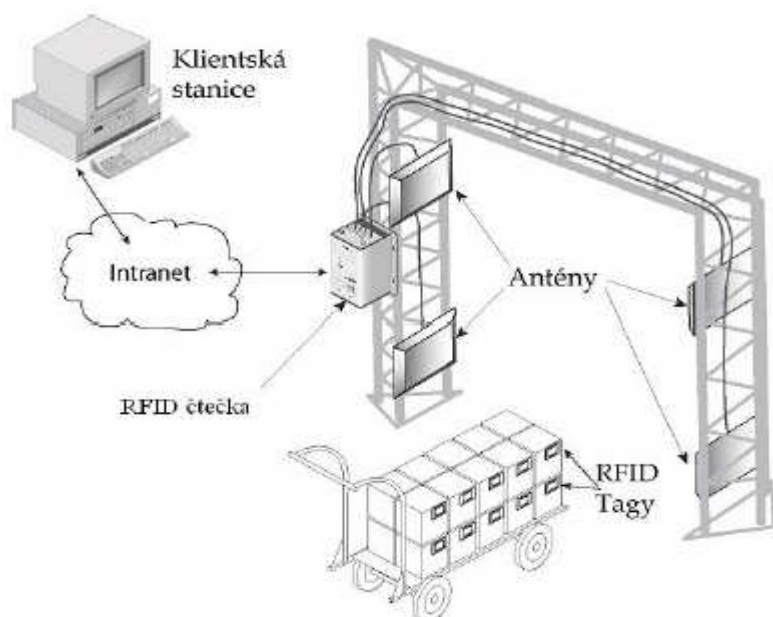 Klientská
stanice
Intranet
Antény
RFID čtečka
RFID
Tagy